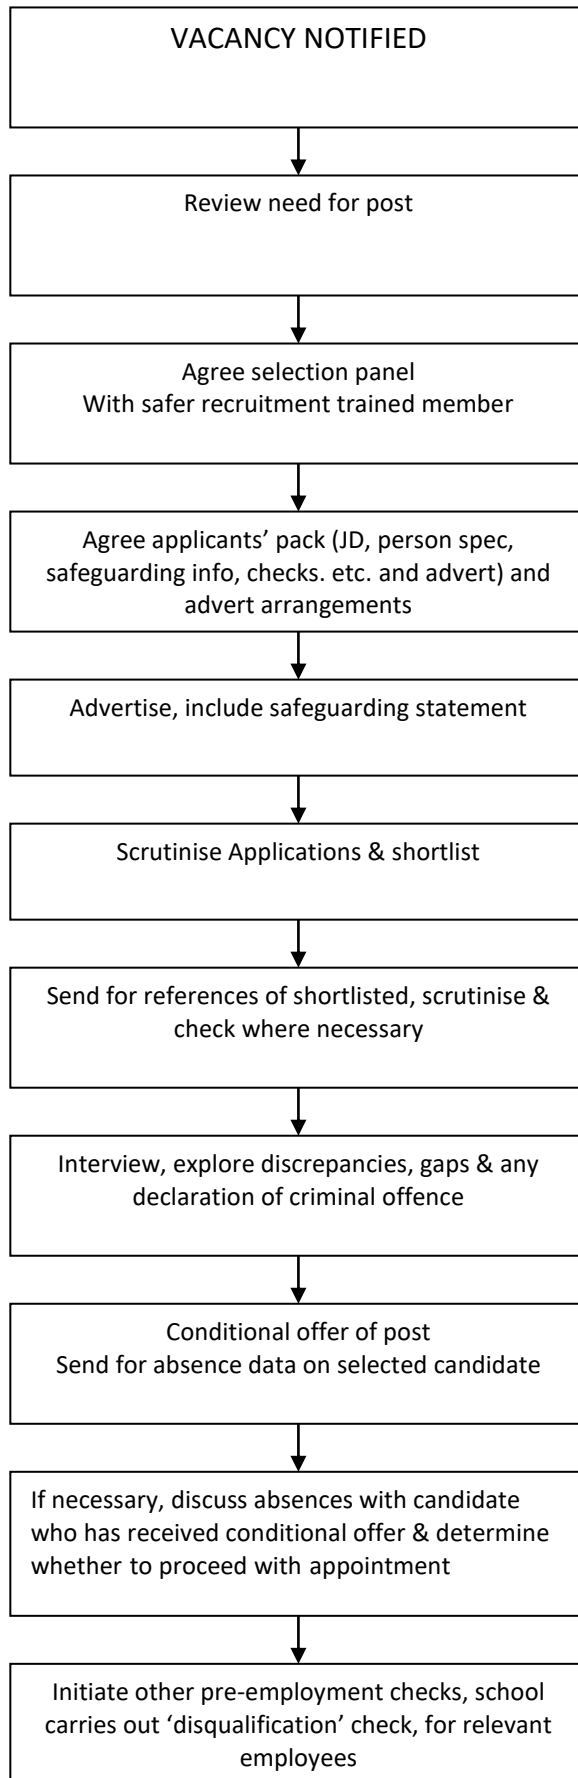 VACANCY NOTIFIED
Review need for post
Agree selection panel
With safer recruitment trained member
Agree applicants’ pack (JD, person spec,
safeguarding info, checks. etc. and advert) and
advert arrangements
Advertise, include safeguarding statement
Scrutinise Applications & shortlist
Send for references of shortlisted, scrutinise &
check where necessary
Interview, explore discrepancies, gaps & any
declaration of criminal offence
Conditional offer of post
Send for absence data on selected candidate
If necessary, discuss absences with candidate
who has received conditional offer & determine
whether to proceed with appointment
Initiate other pre-employment checks, school
carries out ‘disqualification’ check, for relevant
employees